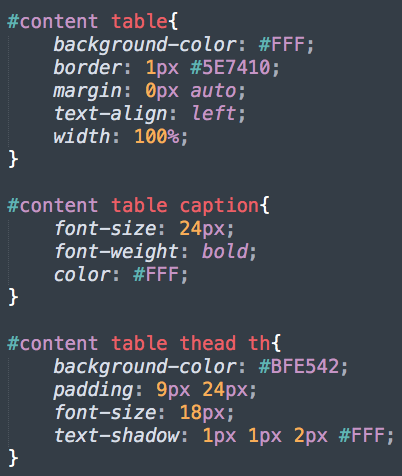 #content table{
    background-color: #FFF;
    border: 1px #5E7410;
    margin: 0px auto;
    text-align: left;
    width: 100%;
}

#content table caption{
    font-size: 24px;
    font-weight: bold;
    color: #FFF;
}

#content table thead th{
    background-color: #BFE542;
    padding: 9px 24px;
    font-size: 18px;
    text-shadow: 1px 1px 2px #FFF;
}